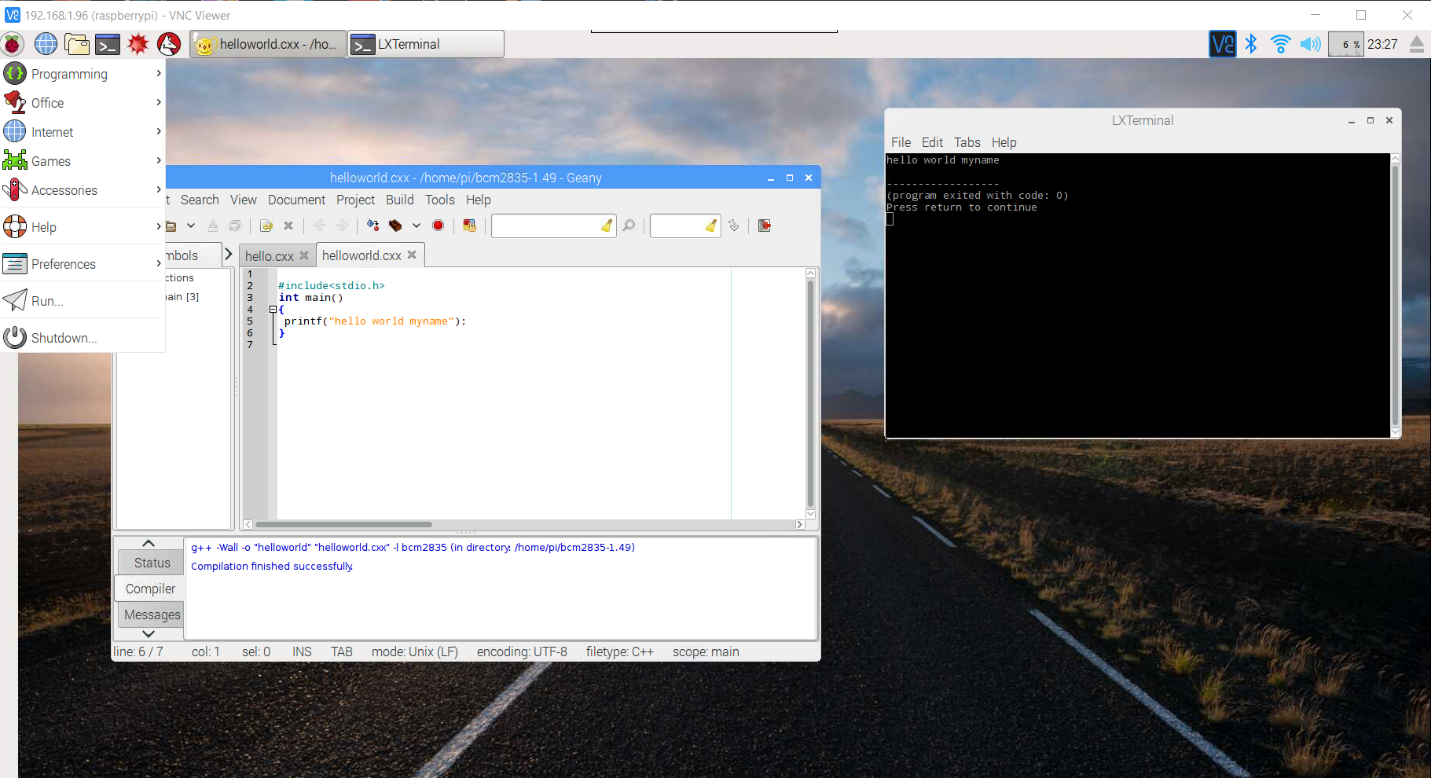 192.168.1.96 (raspberrypi) - VNC Viewer
helloworld.cxx - /ho...
LXTerminal
6 %
23:27
Programming
Office
Internet
Games
Accessories
Help
Preferences
Run...
Shutdown...
helloworld.cxx - /home/pi/bcm2835-1.49 - Geany
t Search View Document Project Build Tools Help
mbols
hello.cxx
helloworld.cxx
ctions
ain [3]
1
2 #include<stdio.h>
3 int main()
4 {
5 printf("hello world myname");
6 }
7
Status
Compiler
Messages
g++ -Wall -o "helloworld" "helloworld.cxx" -l bcm2835 (in directory: /home/pi/bcm2835-1.49)
Compilation finished successfully.
line: 6 / 7 col: 1 sel: 0 INS TAB mode: Unix (LF) encoding: UTF-8 filetype: C++ scope: main
LXTerminal
File Edit Tabs Help
hello world myname
------------------
(program exited with code: 0)
Press return to continue